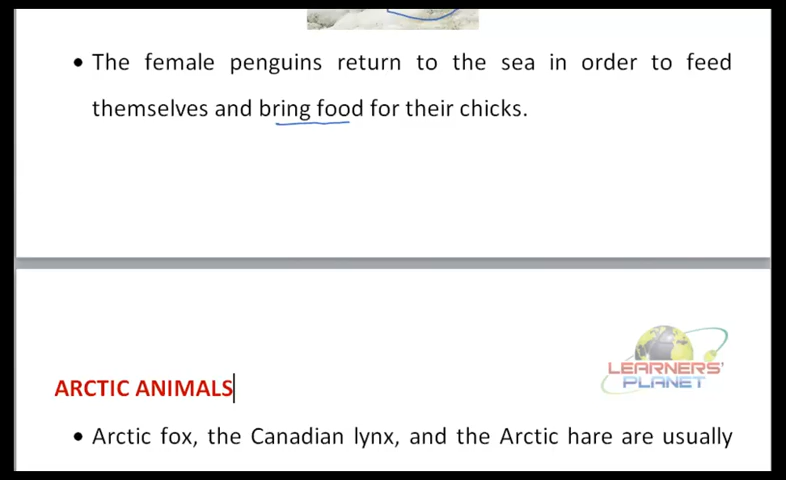 • The female penguins return to the sea in order to feed
themselves and bring food for their chicks.
LEARNERS'
PLANET
ARCTIC ANIMALS
• Arctic fox, the Canadian lynx, and the Arctic hare are usually